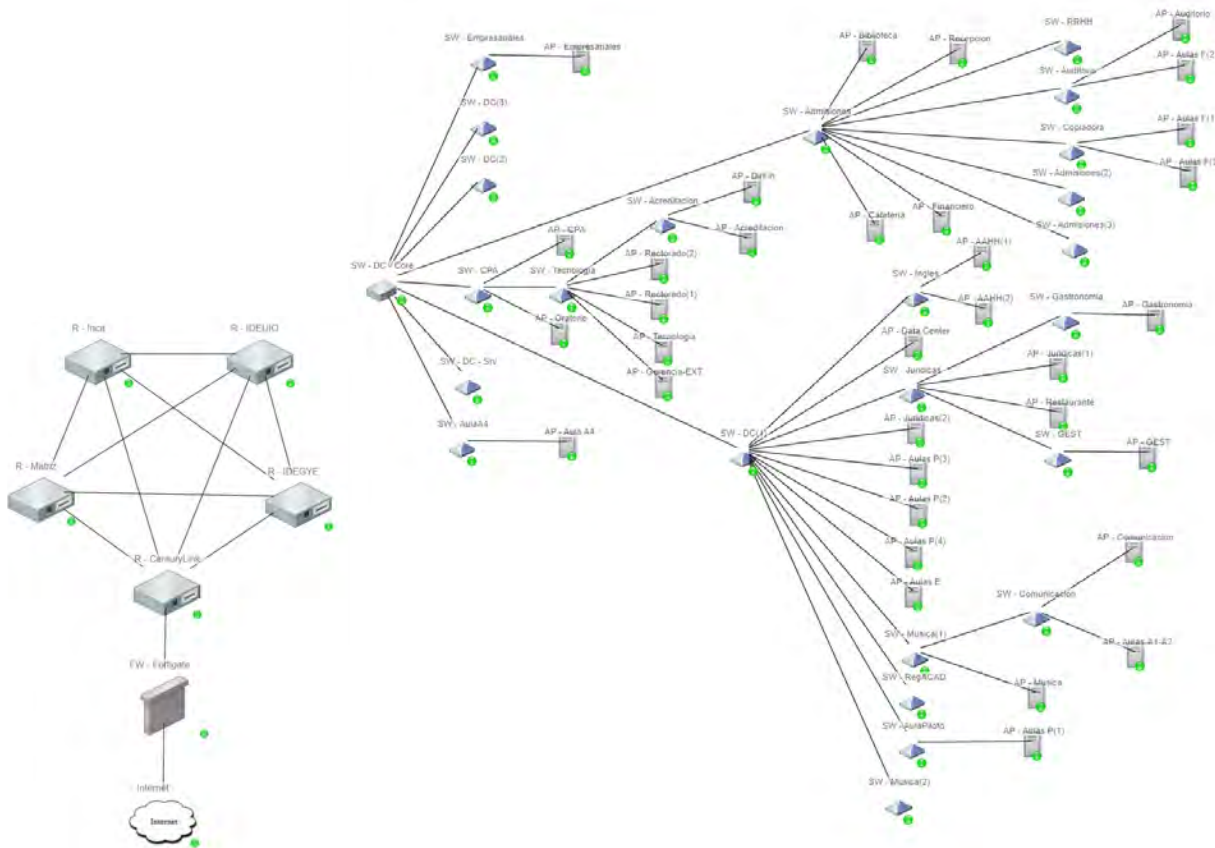 SW - Empresariales
AP - Empresariales
SW - DC(3)
SW - DC(2)
AP - Biblioteca
AP - Recepcion
SW - RRHH
AP - Auditorio
SW - Auditoria
AP - Aulas F(2)
SW - Admisiones
SW - Copiadora
AP - Aulas F(1)
SW - Admisiones(2)
SW - Admisiones(3)
AP - Cafeteria
AP - Financiero
SW - Acreditacion
AP - Acreditacion
AP - CPA
SW - DC - Core
SW - CPA
SW - Tecnologia
AP - Rectorado(2)
AP - Rectorado(1)
AP - Oratorio
AP - Tecnologia
AP - Gerencia-EXT
SW - DC - Srv
SW - AulaA4
AP - Aula A4
AP - AAHH(1)
SW - Ingles
AP - AAHH(2)
SW - Gastronomia
AP - Gastronomia
AP - Data Center
SW - Juridicas
AP - Juridicas(1)
AP - Restaurante
AP - Juridicas(2)
SW - GEST
AP - GEST
SW - DC(1)
AP - Aulas P(3)
AP - Aulas P(2)
AP - Aulas P(4)
AP - Aulas E
AP - Comunicacion
SW - Comunicacion
SW - Musica(1)
AP - Musica
SW - AulaPiloto
AP - Aulas P(1)
SW - Musica(2)
R - Inca
R - IDEUIO
R - Matriz
R - IDEGYE
R - CenturyLink
FW - Fortigate
- Internet
Internet